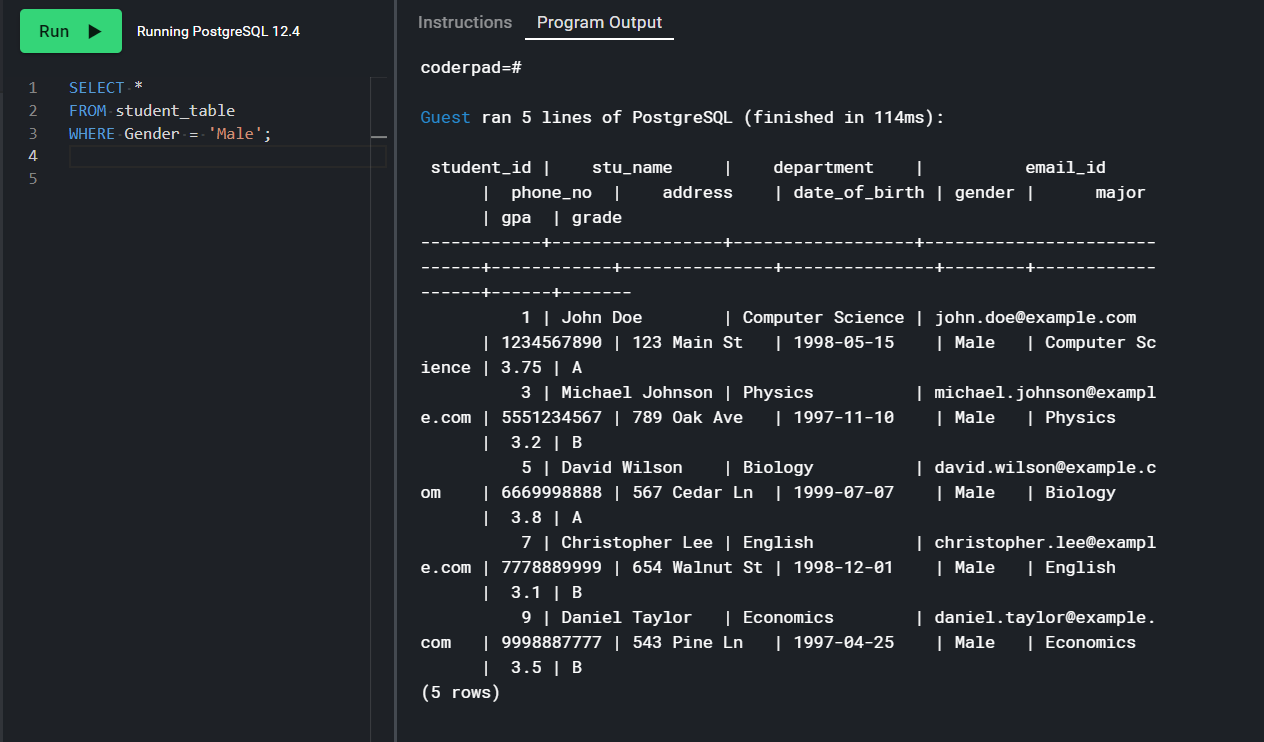 Run
Running PostgreSQL 12.4
1 SELECT *
2 FROM student_table
3 WHERE Gender = 'Male';
4
5
Instructions Program Output
coderpad=#
Guest ran 5 lines of PostgreSQL (finished in 114ms):
 student_id |    stu_name     |    department    |          email_id
      |  phone_no  |    address    | date_of_birth | gender |      major
      | gpa  | grade
------------+-----------------+------------------+-----------------------
------+------------+---------------+---------------+--------+------------
------+------+-------
          1 | John Doe        | Computer Science | john.doe@example.com
      | 1234567890 | 123 Main St   | 1998-05-15    | Male   | Computer Sc
ience | 3.75 | A
          3 | Michael Johnson | Physics          | michael.johnson@exampl
e.com | 5551234567 | 789 Oak Ave   | 1997-11-10    | Male   | Physics
      |  3.2 | B
          5 | David Wilson    | Biology          | david.wilson@example.c
om    | 6669998888 | 567 Cedar Ln  | 1999-07-07    | Male   | Biology
      |  3.8 | A
          7 | Christopher Lee | English          | christopher.lee@exampl
e.com | 7778889999 | 654 Walnut St | 1998-12-01    | Male   | English
      |  3.1 | B
          9 | Daniel Taylor   | Economics        | daniel.taylor@example.
com   | 9998887777 | 543 Pine Ln   | 1997-04-25    | Male   | Economics
      |  3.5 | B
(5 rows)